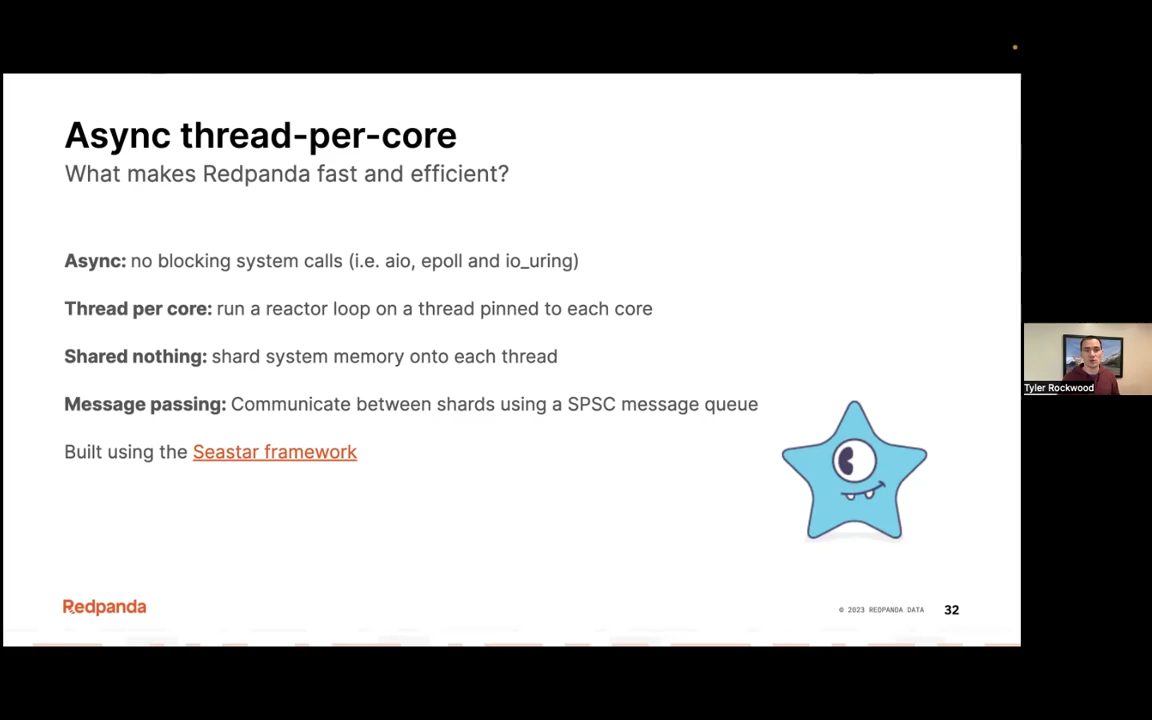 Async thread-per-core
What makes Redpanda fast and efficient?
Async: no blocking system calls (i.e. aio, epoll and io_uring)
Thread per core: run a reactor loop on a thread pinned to each core
Shared nothing: shard system memory onto each thread
Message passing: Communicate between shards using a SPSC message queue
Built using the Seastar framework
Tyler Rockwood
Redpanda
© 2023 REDPANDA DATA
32